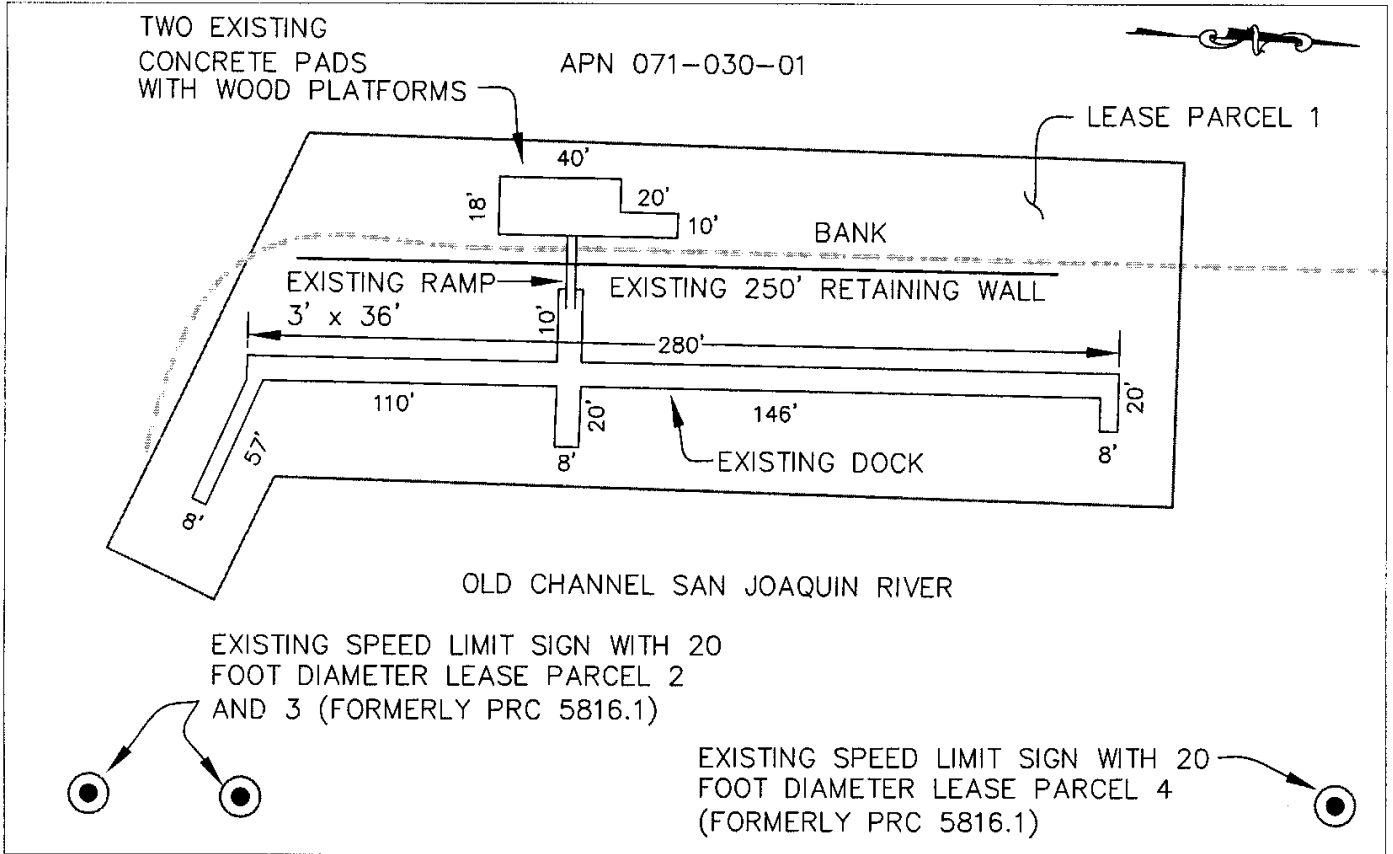 TWO EXISTING
CONCRETE PADS
WITH WOOD PLATFORMS
APN 071-030-01
LEASE PARCEL 1
40'
18'
20'
10'
BANK
EXISTING RAMP
3' x 36'
EXISTING 250' RETAINING WALL
10'
280'
110'
20'
146'
20'
57'
8'
8'
8'
EXISTING DOCK
OLD CHANNEL SAN JOAQUIN RIVER
EXISTING SPEED LIMIT SIGN WITH 20
FOOT DIAMETER LEASE PARCEL 2
AND 3 (FORMERLY PRC 5816.1)
EXISTING SPEED LIMIT SIGN WITH 20
FOOT DIAMETER LEASE PARCEL 4
(FORMERLY PRC 5816.1)